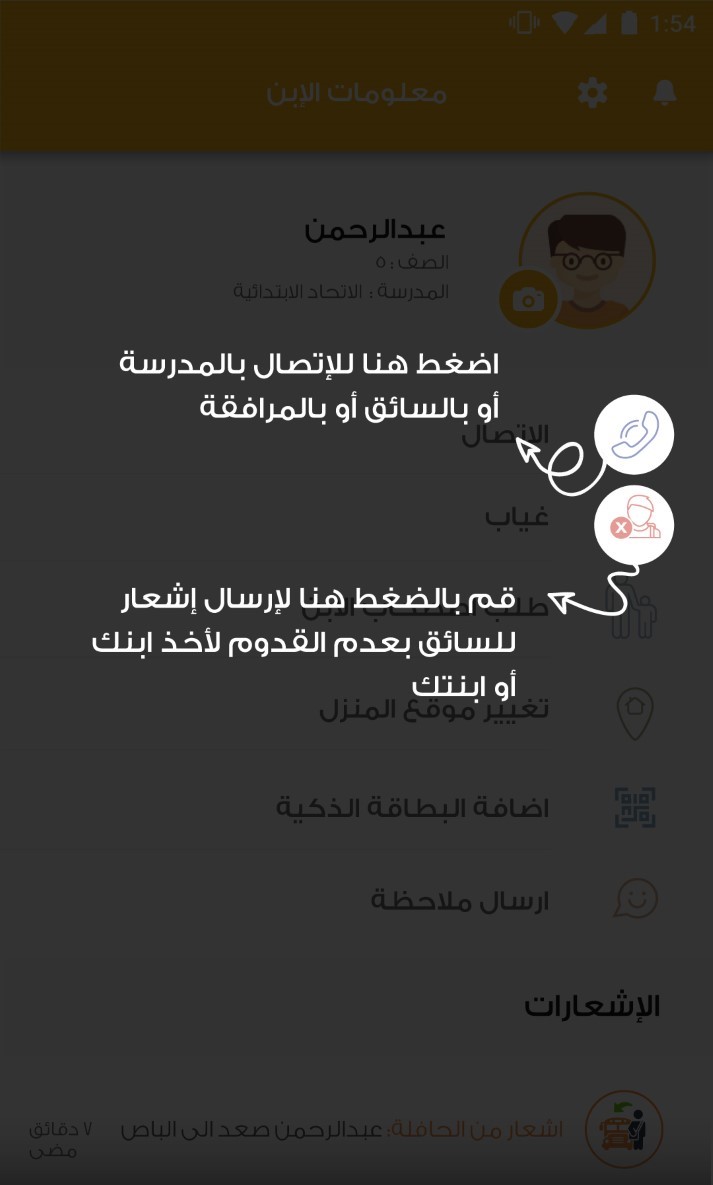 1:54
معلومات الإبن
عبدالرحمن
الصف : ٥
المدرسة : الاتحاد الابتدائية
اضغط هنا للإتصال بالمدرسة
أو بالسائق أو بالمرافقة
الاتصال
غياب
قم بالضغط هنا لإرسال إشعار
للسائق بعدم القدوم لأخذ ابنك
أو ابنتك
طلب الابن
تغيير موقع المنزل
اضافة البطاقة الذكية
ارسال ملاحظة
الإشعارات
اشعار من الحافلة: عبدالرحمن صعد الى الباص
٧ دقائق
مضى